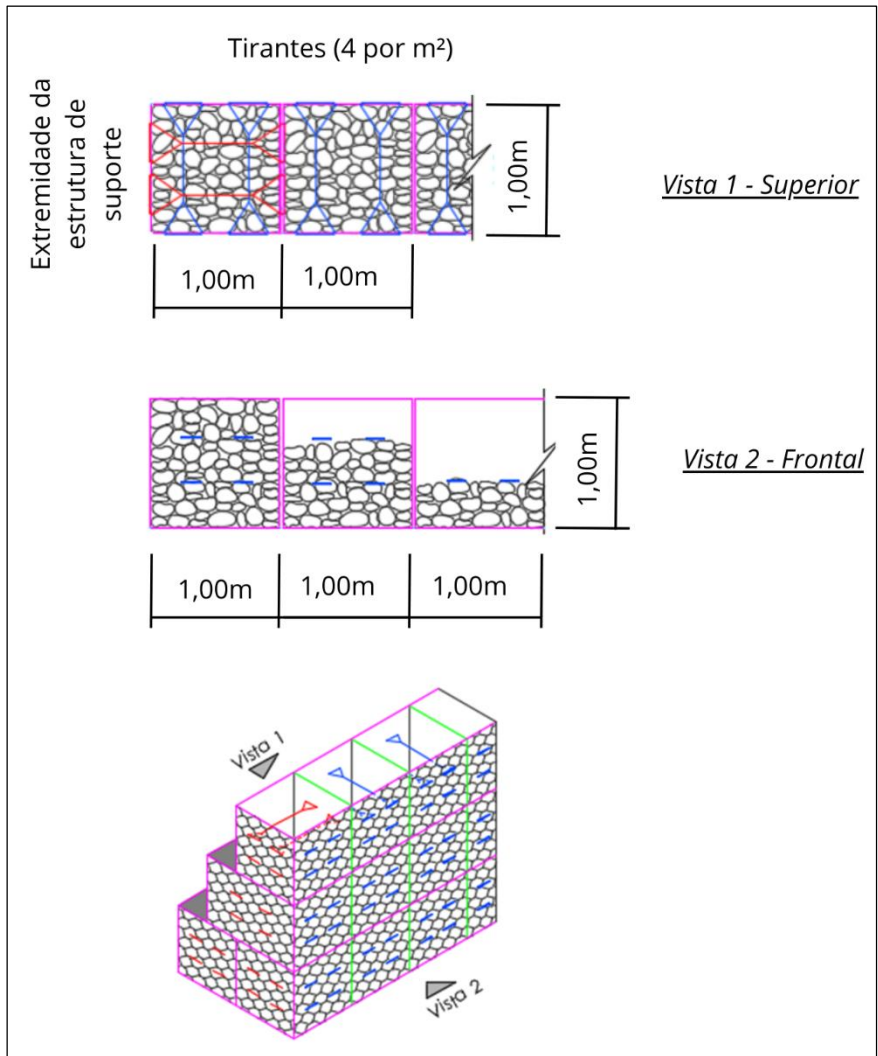 Tirantes (4 por m²)
Extremidade da
estrutura de
suporte
1,00m
Vista 1 - Superior
1,00m
1,00m
1,00m
Vista 2 - Frontal
1,00m
1,00m
1,00m
Vista 1
Vista 2